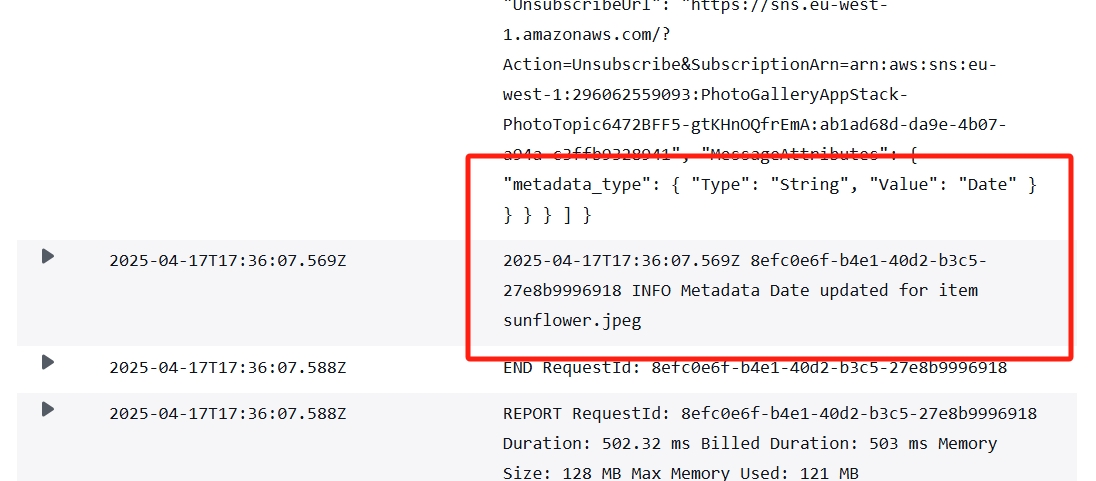 "UnsubscribeUrl": "https://sns.eu-west-
1.amazonaws.com/?
Action=Unsubscribe&SubscriptionArn=arn:aws:sns:eu-
west-1:296062559093:PhotoGalleryAppStack-
PhotoTopic6472BFF5-gtKHnOQfrEmA:ab1ad68d-da9e-4b07-
a94a-c3ffb9328941", "MessageAttributes": {
"metadata_type": { "Type": "String", "Value": "Date" }
} } } ] }
2025-04-17T17:36:07.569Z 2025-04-17T17:36:07.569Z 8efc0e6f-b4e1-40d2-b3c5-
27e8b9996918 INFO Metadata Date updated for item
sunflower.jpeg
2025-04-17T17:36:07.588Z END RequestId: 8efc0e6f-b4e1-40d2-b3c5-27e8b9996918
2025-04-17T17:36:07.588Z REPORT RequestId: 8efc0e6f-b4e1-40d2-b3c5-27e8b9996918
Duration: 502.32 ms Billed Duration: 503 ms Memory
Size: 128 MB Max Memory Used: 121 MB